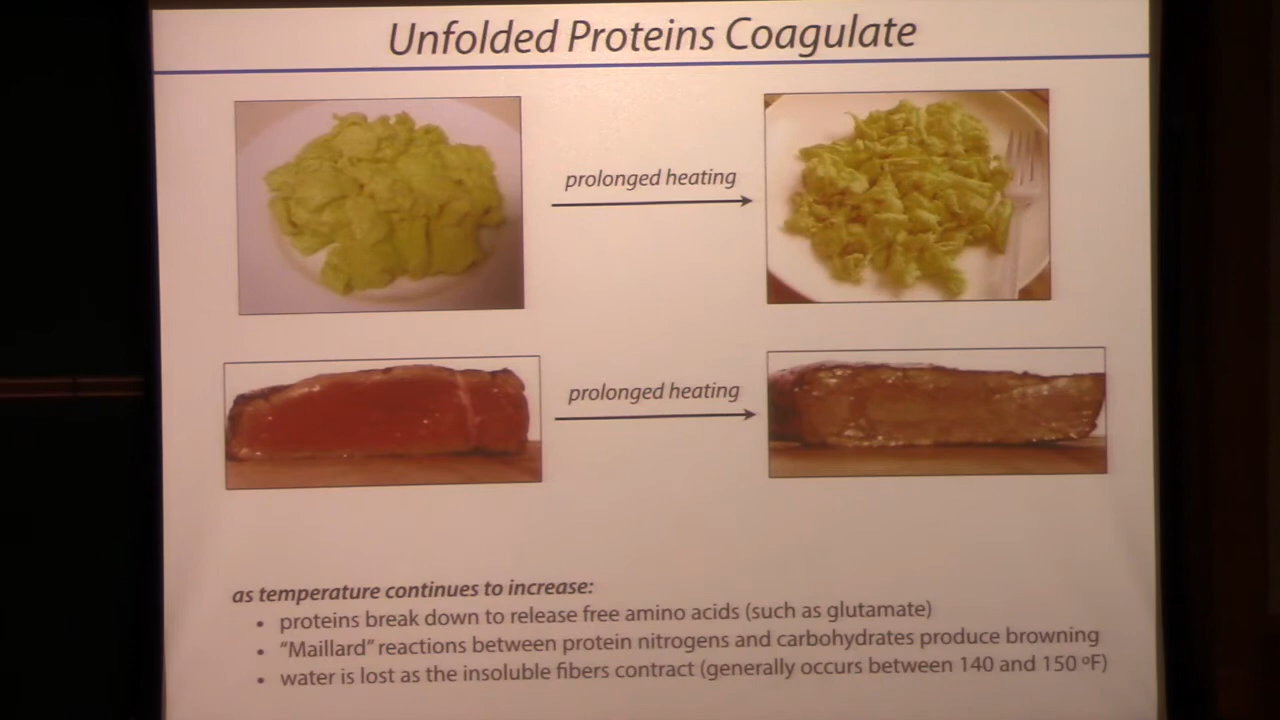 Unfolded Proteins Coagulate
prolonged heating
prolonged heating
as temperature continues to increase:
• proteins break down to release free amino acids (such as glutamate)
• “Maillard” reactions between protein nitrogens and carbohydrates produce browning
• water is lost as the insoluble fibers contract (generally occurs between 140 and 150 ºF)